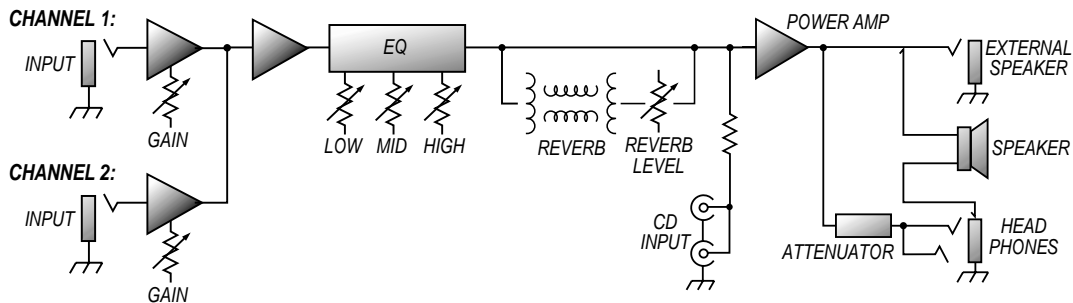 CHANNEL 1:
INPUT
GAIN
EQ
LOW MID HIGH
REVERB
REVERB
LEVEL
POWER AMP
EXTERNAL
SPEAKER
SPEAKER
CHANNEL 2:
INPUT
GAIN
CD
INPUT
ATTENUATOR
HEAD
PHONES